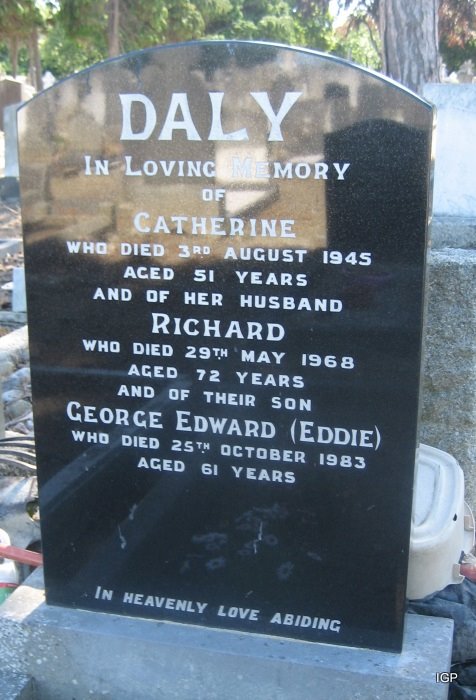 DALY
IN LOVING MEMORY
OF
CATHERINE
WHO DIED 3RD AUGUST 1945
AGED 51 YEARS
AND OF HER HUSBAND
RICHARD
WHO DIED 29TH MAY 1968
AGED 72 YEARS
AND OF THEIR SON
GEORGE EDWARD (EDDIE)
WHO DIED 25TH OCTOBER 1983
AGED 61 YEARS
IN HEAVENLY LOVE ABIDING
IGP